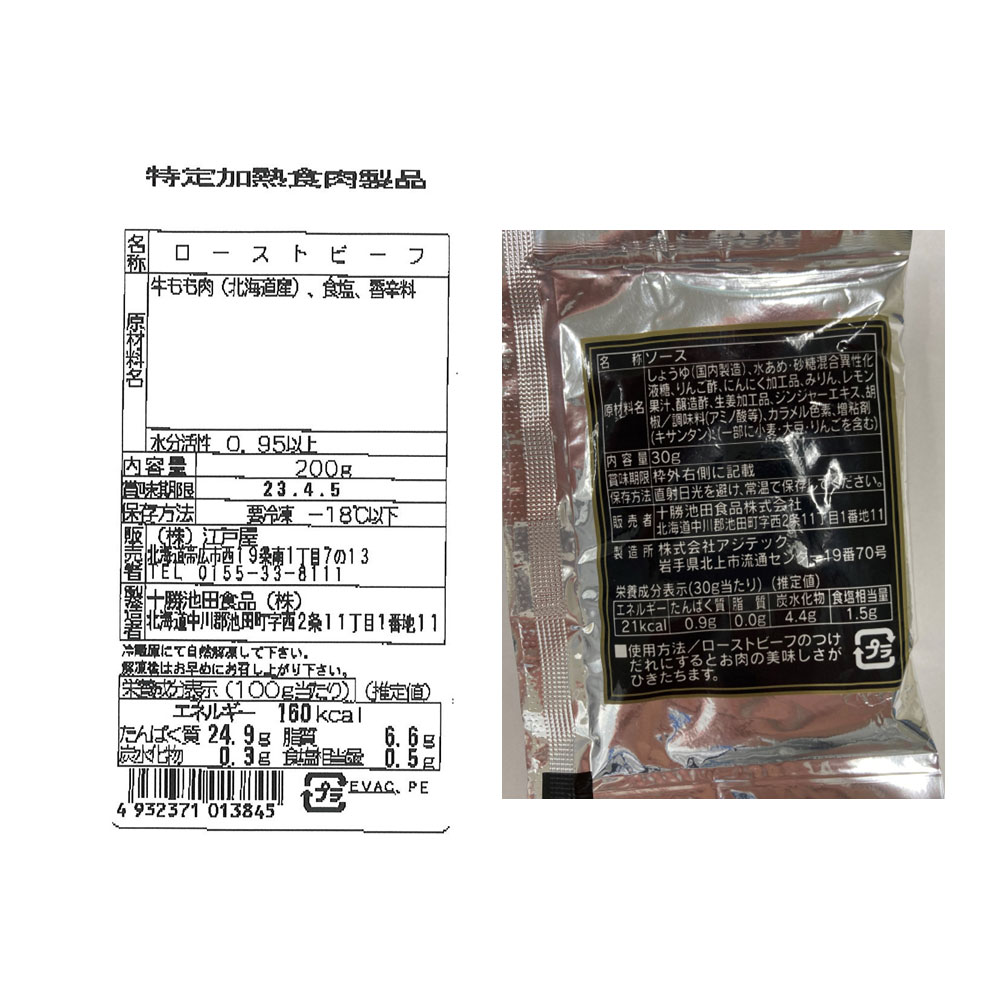 特定加熱食肉製品
名称 ローストビーフ
原材料名 牛もも肉(北海道産)、食塩、香辛料
水分活性 0.95以上
内容量 200g
賞味期限 23.4.5
保存方法 要冷凍 -18℃以下
販売者 (株)江戸屋
北海道帯広市西19条南1丁目7の13
TEL 0155-33-8111
製造者 十勝池田食品(株)
北海道中川郡池田町字西2条11丁目1番地11
冷蔵庫にて自然解凍して下さい。
解凍後はお早めにお召し上がり下さい。
栄養成分表示(100g当たり)(推定値)
エネルギー 160kcal
たんぱく質 24.9g 脂質 6.6g
炭水化物 0.3g 食塩相当量 0.5g
プラ EVAC、PE
4 932371 013845
名称 ソース
原材料名 しょうゆ(国内製造)、水あめ・砂糖混合異性化
液糖、りんご酢、にんにく加工品、みりん、レモン
果汁、醸造酢、生姜加工品、ジンジャーエキス、胡
椒/調味料(アミノ酸等)、カラメル色素、増粘剤
(キサンタン)、(一部に小麦・大豆・りんごを含む)
内容量 30g
賞味期限 枠外右側に記載
保存方法 直射日光を避け、常温で保存してください。
販売者 十勝池田食品株式会社
北海道中川郡池田町字西2条11丁目1番地11
製造所 株式会社アジテック
岩手県北上市流通センター19番70号
栄養成分表示(30g当たり)(推定値)
エネルギー たんぱく質 脂質 炭水化物 食塩相当量
21kcal 0.9g 0.0g 4.4g 1.5g
■使用方法/ローストビーフのつけ
だれにするとお肉の美味しさが
ひきたちます。
プラ